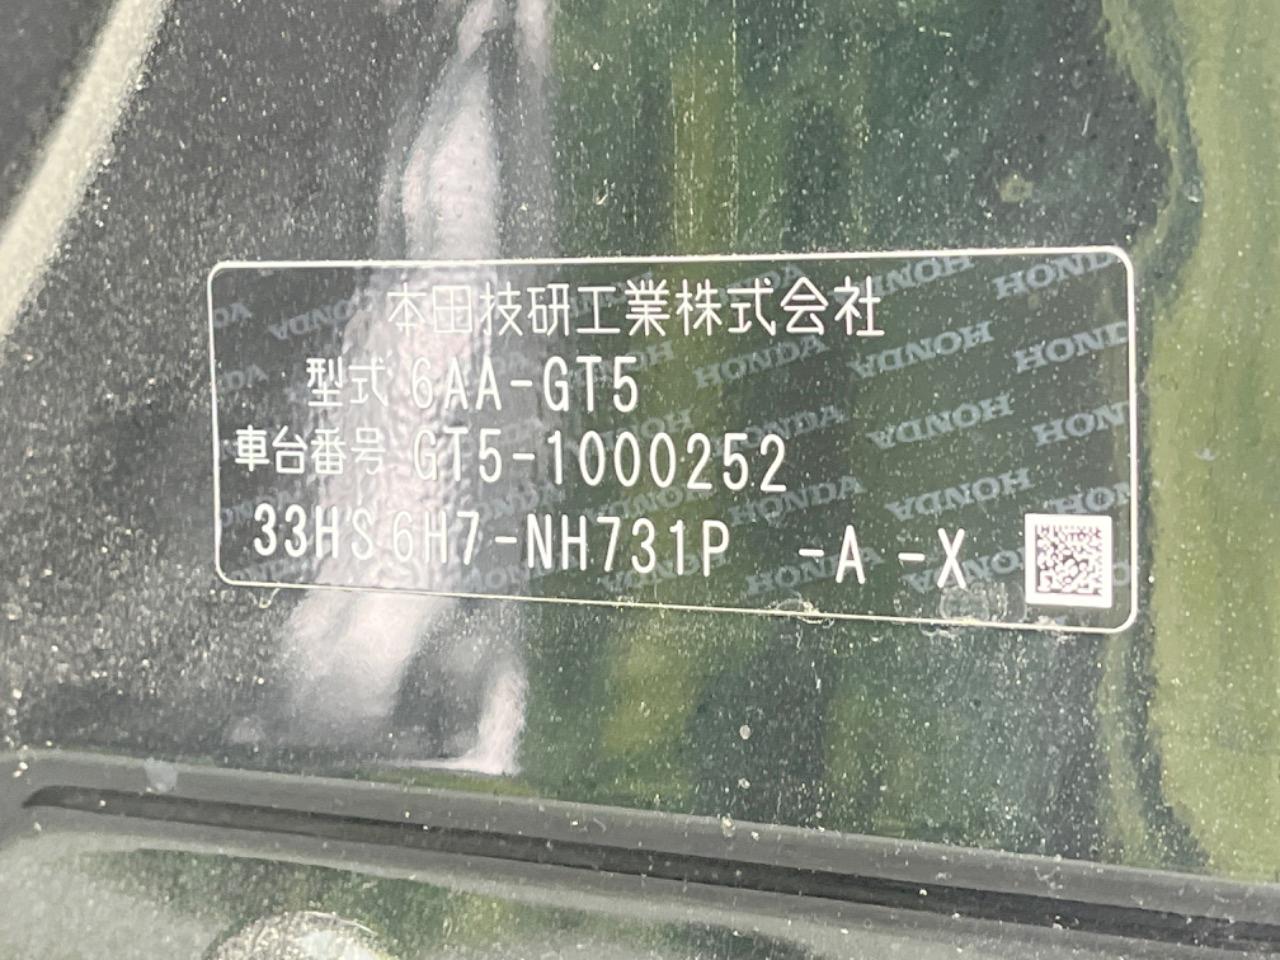 本田技研工業株式会社
型式 6AA-GT5
車台番号 GT5-1000252
33H'S 6H7-NH731P -A -X